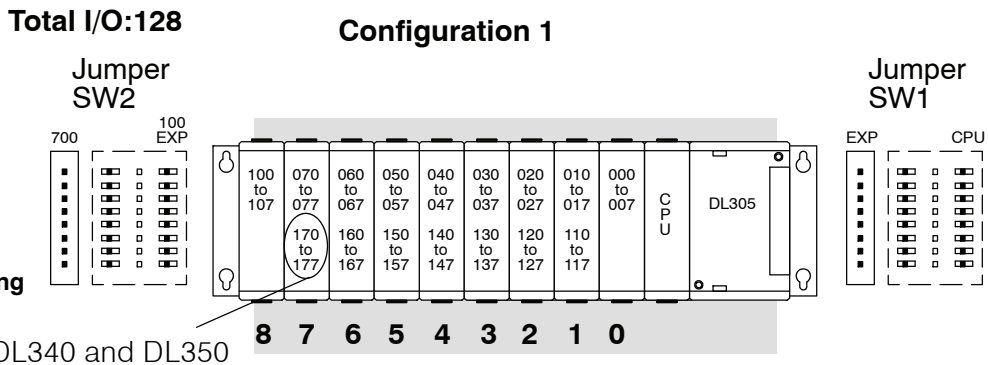 Total I/O:128
Configuration 1
Jumper
SW2
Jumper
SW1
700
100
EXP
EXP
CPU
100
to
107
070
to
077
060
to
067
050
to
057
040
to
047
030
to
037
020
to
027
010
to
017
000
to
007
C
P
U
DL305
170
to
177
160
to
167
150
to
157
140
to
147
130
to
137
120
to
127
110
to
117
8 7 6 5 4 3 2 1 0
DL340 and DL350